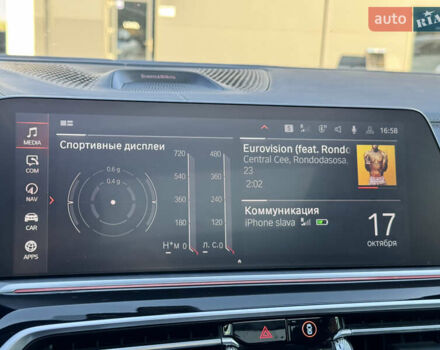 auto RIA
Bowers&Wilkins
16:58
MEDIA
COM
NAV
CAR
APPS
Спортивные дисплеи
0.6 g
0.4 g
720
540
360
180
Н*м
0
480
360
240
120
л. с.
0
Eurovision (feat. Rondo
Central Cee, Rondodasosa.
23
2:02
Коммуникация
iPhone slava
17
октября